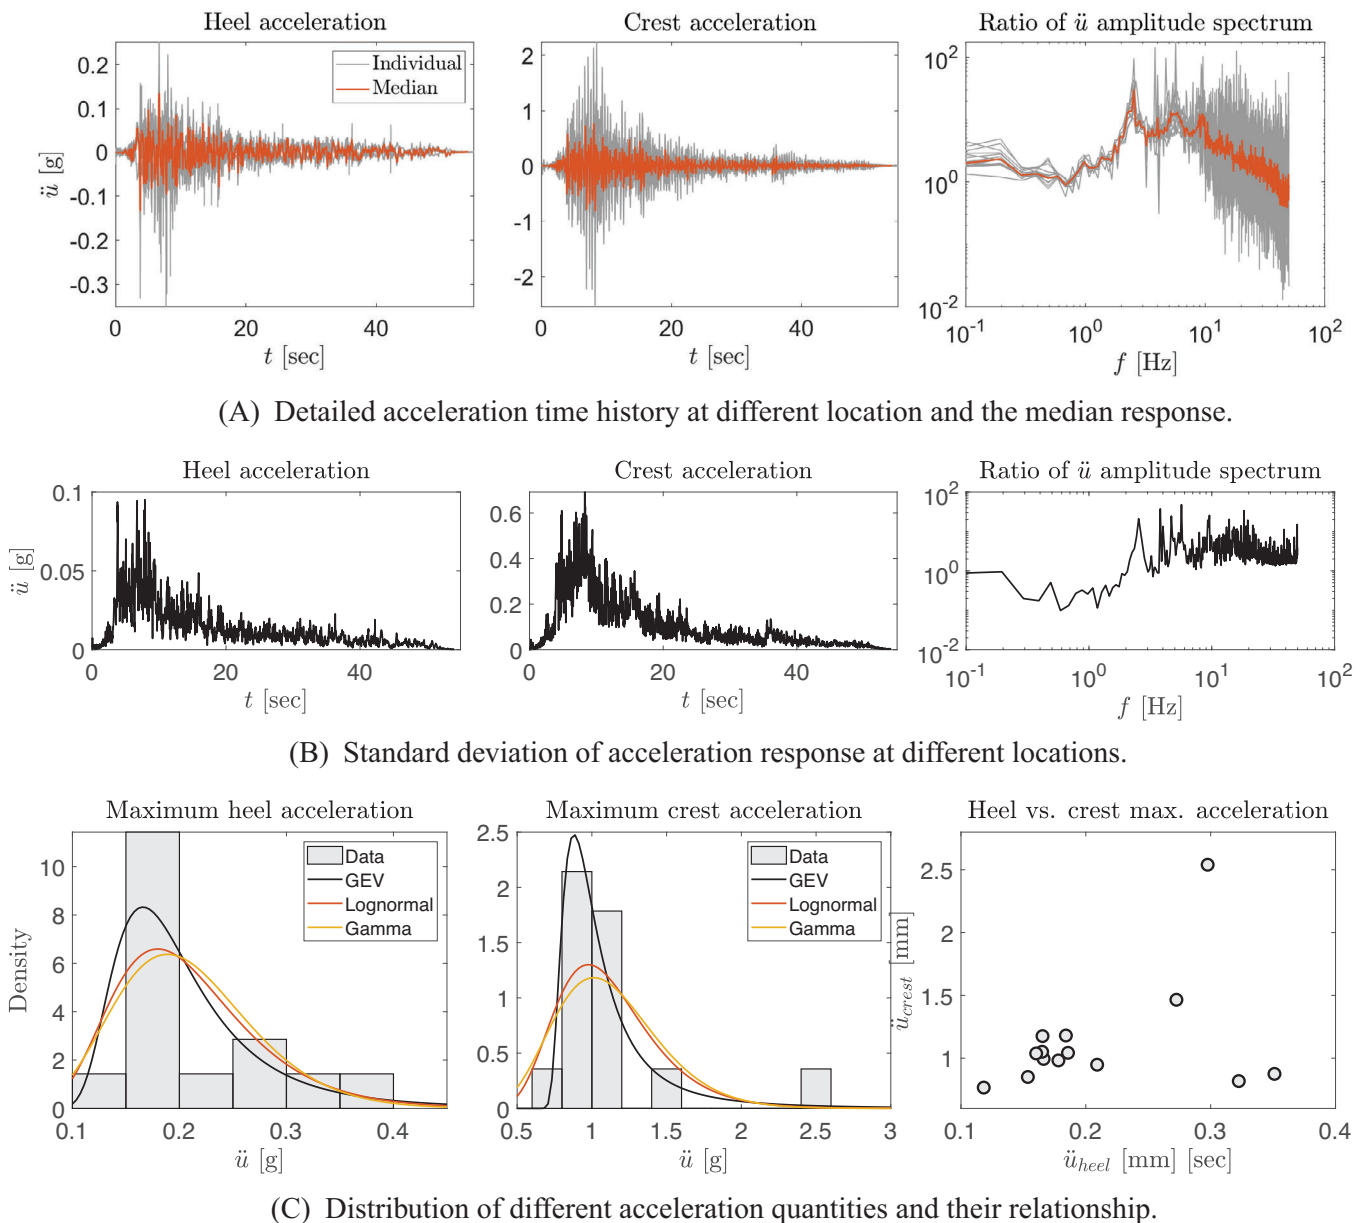 Heel acceleration
Crest acceleration
Ratio of ü amplitude spectrum
Individual
Median
ü [g]
0.2
0.1
0
-0.1
-0.2
-0.3
0 20 40
t [sec]
2
1
0
-1
-2
0 20 40
t [sec]
10^2
10^0
10^-2
10^-1 10^0 10^1 10^2
f [Hz]
(A) Detailed acceleration time history at different location and the median response.
Heel acceleration
Crest acceleration
Ratio of ü amplitude spectrum
ü [g]
0.1
0.05
0
0 20 40
t [sec]
0.6
0.4
0.2
0
0 20 40
t [sec]
10^2
10^0
10^-2
10^-1 10^0 10^1 10^2
f [Hz]
(B) Standard deviation of acceleration response at different locations.
Maximum heel acceleration
Maximum crest acceleration
Heel vs. crest max. acceleration
Density
10
8
6
4
2
0
Data
GEV
Lognormal
Gamma
0.1 0.2 0.3 0.4
ü [g]
2.5
2
1.5
1
0.5
0
Data
GEV
Lognormal
Gamma
0.5 1 1.5 2 2.5 3
ü [g]
ü_crest [mm]
2.5
2
1.5
1
0.1 0.2 0.3 0.4
ü_heel [mm] [sec]
(C) Distribution of different acceleration quantities and their relationship.